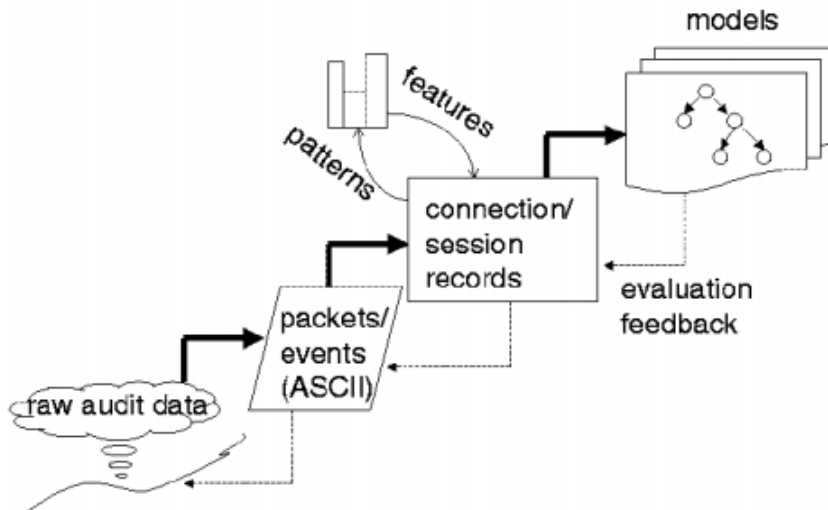 models
features
patterns
connection/
session
records
evaluation
feedback
packets/
events
(ASCII)
raw audit data